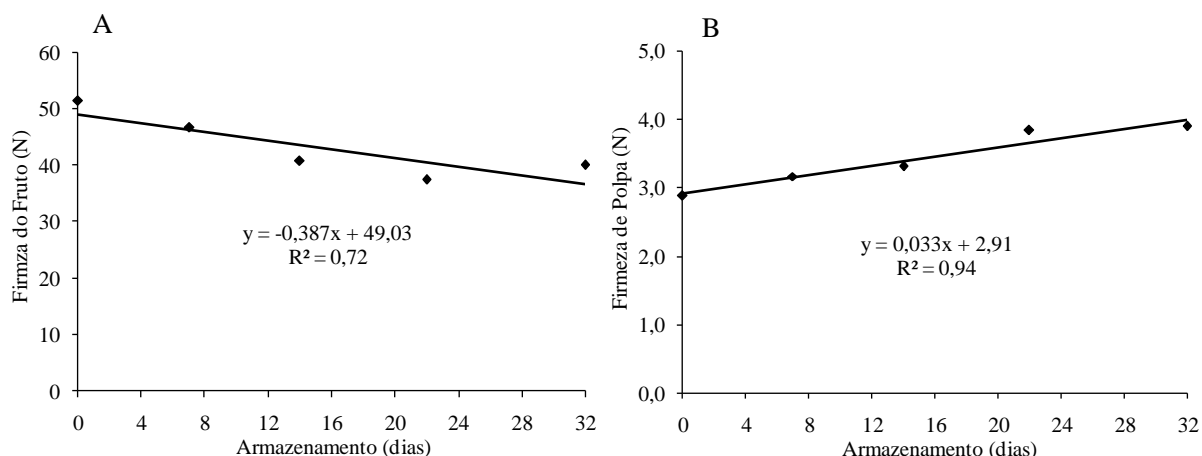 A
Firmza do Fruto (N)
60
50
40
30
20
10
0
y = -0,387x + 49,03
R² = 0,72
0 4 8 12 16 20 24 28 32
Armazenamento (dias)
B
Firmeza de Polpa (N)
5,0
4,0
3,0
2,0
1,0
0,0
y = 0,033x + 2,91
R² = 0,94
0 4 8 12 16 20 24 28 32
Armazenamento (dias)